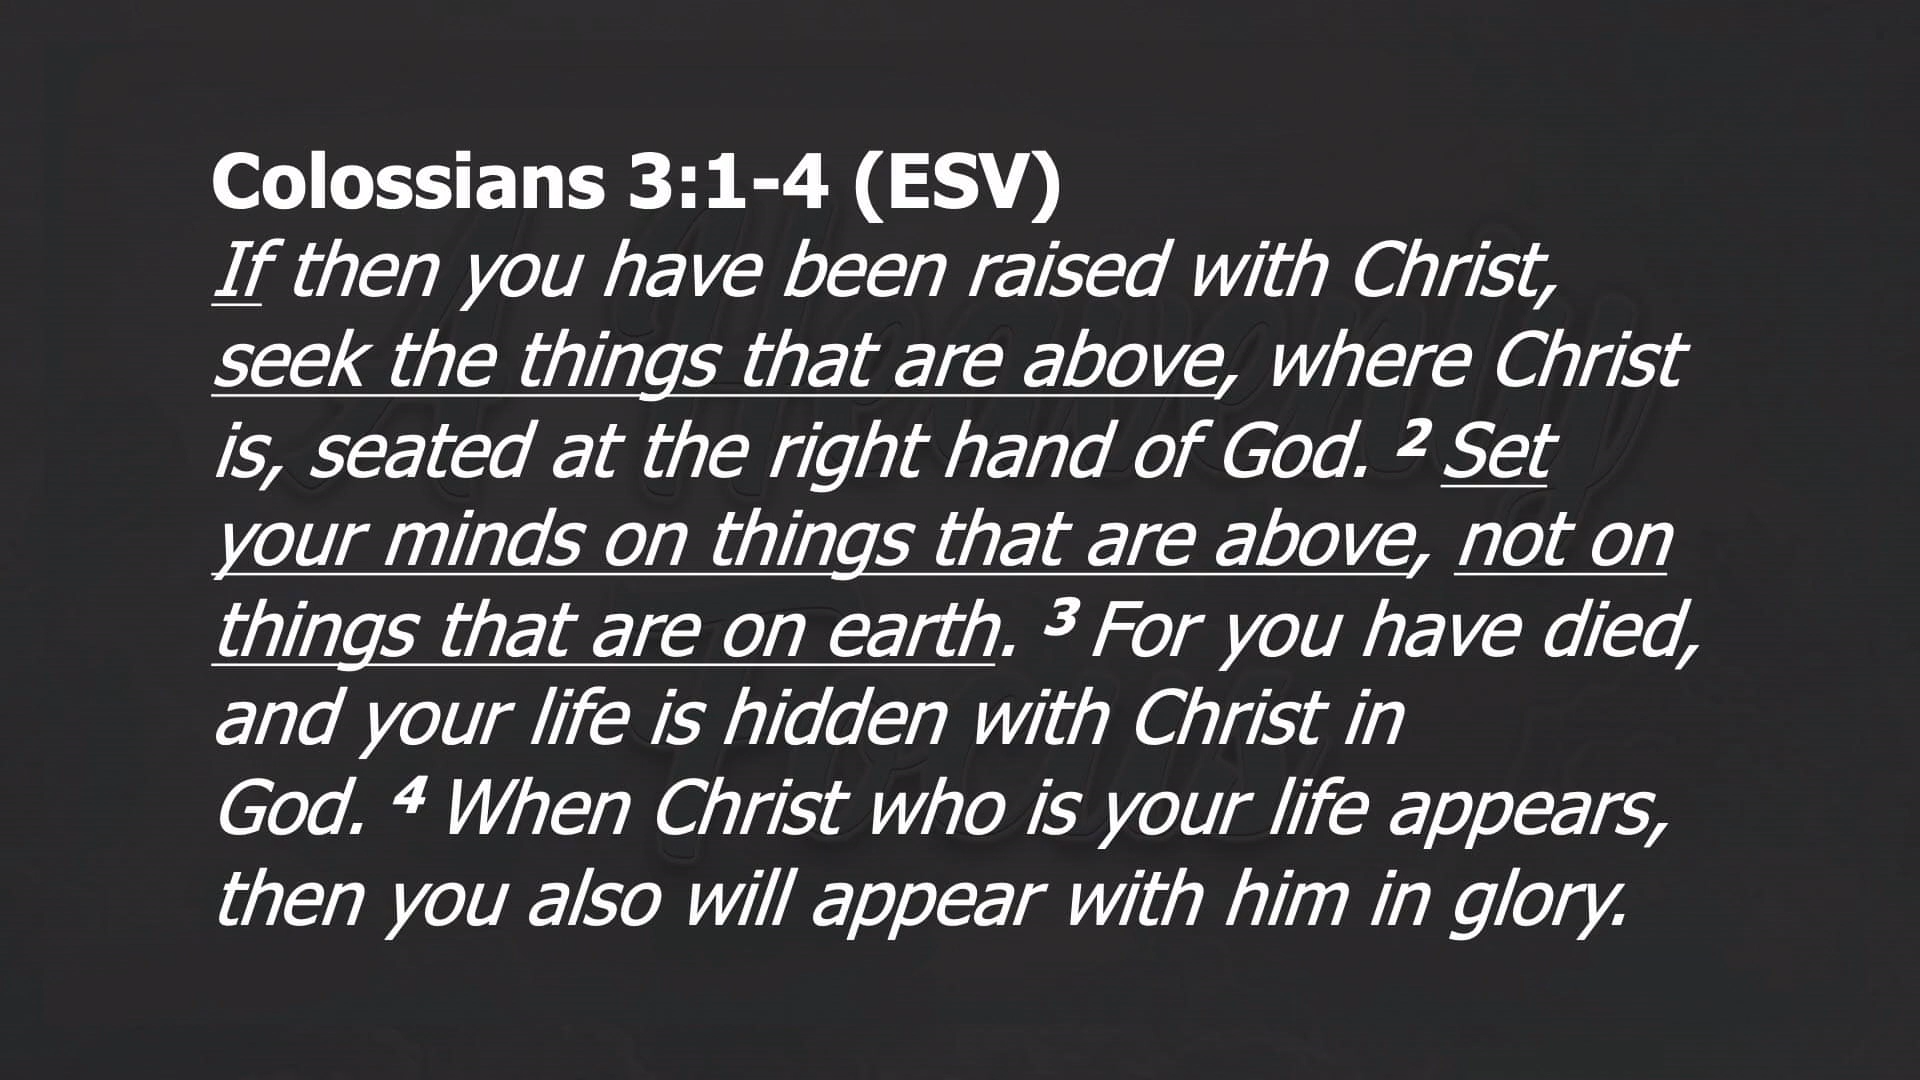 Colossians 3:1-4 (ESV)
If then you have been raised with Christ,
seek the things that are above, where Christ
is, seated at the right hand of God. ² Set
your minds on things that are above, not on
things that are on earth. ³ For you have died,
and your life is hidden with Christ in
God. ⁴ When Christ who is your life appears,
then you also will appear with him in glory.
A Heavenly
Focus